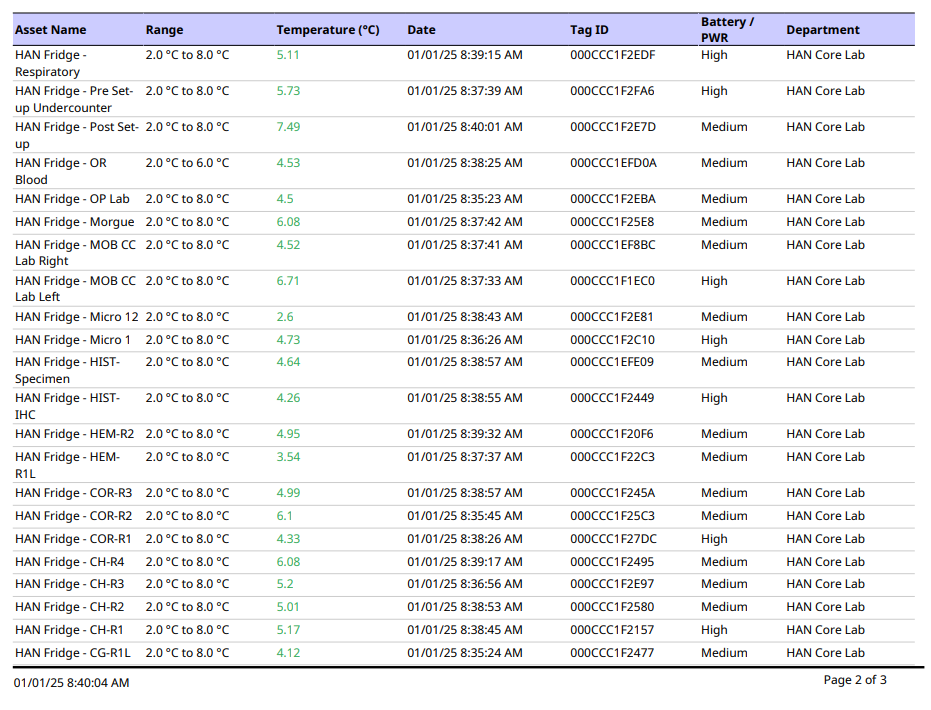 Asset Name Range Temperature (°C) Date Tag ID Battery / PWR Department
HAN Fridge - Respiratory 2.0 °C to 8.0 °C 5.11 01/01/25 8:39:15 AM 000CCC1F2EDF High HAN Core Lab
HAN Fridge - Pre Set-up Undercounter 2.0 °C to 8.0 °C 5.73 01/01/25 8:37:39 AM 000CCC1F2FA6 High HAN Core Lab
HAN Fridge - Post Set-up 2.0 °C to 8.0 °C 7.49 01/01/25 8:40:01 AM 000CCC1F2E7D Medium HAN Core Lab
HAN Fridge - OR Blood 2.0 °C to 6.0 °C 4.53 01/01/25 8:38:25 AM 000CCC1EFD0A Medium HAN Core Lab
HAN Fridge - OP Lab 2.0 °C to 8.0 °C 4.5 01/01/25 8:35:23 AM 000CCC1F2EBA Medium HAN Core Lab
HAN Fridge - Morgue 2.0 °C to 8.0 °C 6.08 01/01/25 8:37:42 AM 000CCC1F25E8 Medium HAN Core Lab
HAN Fridge - MOB CC Lab Right 2.0 °C to 8.0 °C 4.52 01/01/25 8:37:41 AM 000CCC1EF8BC Medium HAN Core Lab
HAN Fridge - MOB CC Lab Left 2.0 °C to 8.0 °C 6.71 01/01/25 8:37:33 AM 000CCC1F1EC0 High HAN Core Lab
HAN Fridge - Micro 12 2.0 °C to 8.0 °C 2.6 01/01/25 8:38:43 AM 000CCC1F2E81 Medium HAN Core Lab
HAN Fridge - Micro 1 2.0 °C to 8.0 °C 4.73 01/01/25 8:36:26 AM 000CCC1F2C10 High HAN Core Lab
HAN Fridge - HIST-Specimen 2.0 °C to 8.0 °C 4.64 01/01/25 8:38:57 AM 000CCC1EFE09 Medium HAN Core Lab
HAN Fridge - HIST-IHC 2.0 °C to 8.0 °C 4.26 01/01/25 8:38:55 AM 000CCC1F2449 High HAN Core Lab
HAN Fridge - HEM-R2 2.0 °C to 8.0 °C 4.95 01/01/25 8:39:32 AM 000CCC1F20F6 Medium HAN Core Lab
HAN Fridge - HEM-R1L 2.0 °C to 8.0 °C 3.54 01/01/25 8:37:37 AM 000CCC1F22C3 Medium HAN Core Lab
HAN Fridge - COR-R3 2.0 °C to 8.0 °C 4.99 01/01/25 8:38:57 AM 000CCC1F245A Medium HAN Core Lab
HAN Fridge - COR-R2 2.0 °C to 8.0 °C 6.1 01/01/25 8:35:45 AM 000CCC1F25C3 Medium HAN Core Lab
HAN Fridge - COR-R1 2.0 °C to 8.0 °C 4.33 01/01/25 8:38:26 AM 000CCC1F27DC High HAN Core Lab
HAN Fridge - CH-R4 2.0 °C to 8.0 °C 6.08 01/01/25 8:39:17 AM 000CCC1F2495 Medium HAN Core Lab
HAN Fridge - CH-R3 2.0 °C to 8.0 °C 5.2 01/01/25 8:36:56 AM 000CCC1F2E97 Medium HAN Core Lab
HAN Fridge - CH-R2 2.0 °C to 8.0 °C 5.01 01/01/25 8:38:53 AM 000CCC1F2580 Medium HAN Core Lab
HAN Fridge - CH-R1 2.0 °C to 8.0 °C 5.17 01/01/25 8:38:45 AM 000CCC1F2157 High HAN Core Lab
HAN Fridge - CG-R1L 2.0 °C to 8.0 °C 4.12 01/01/25 8:35:24 AM 000CCC1F2477 Medium HAN Core Lab
01/01/25 8:40:04 AM Page 2 of 3